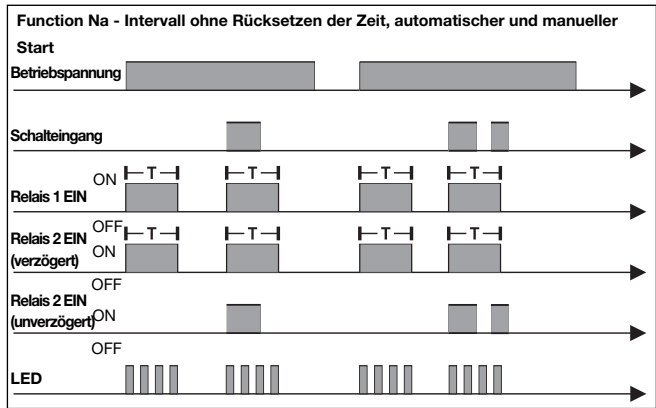 Function Na - Intervall ohne Rücksetzen der Zeit, automatischer und manueller
Start
Betriebspannung
Schalteingang
ON T T T T
Relais 1 EIN
OFF T T T T
Relais 2 EIN ON
(verzögert)
OFF
Relais 2 EIN
(unverzögert) ON
OFF
LED